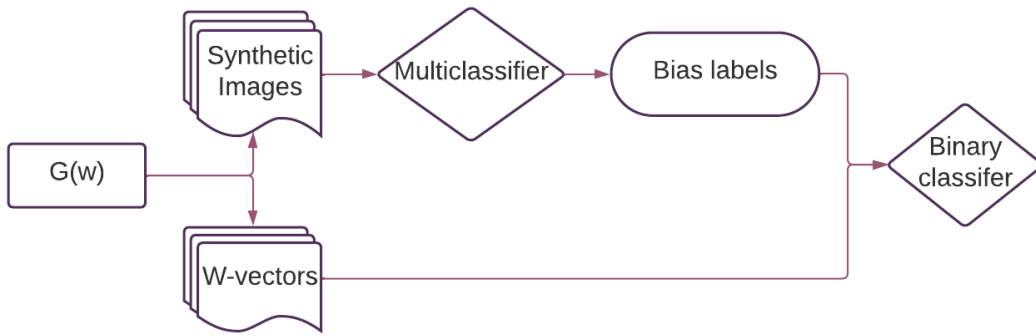 G(w)
Synthetic
Images
W-vectors
Multiclassifier
Bias labels
Binary
classifer